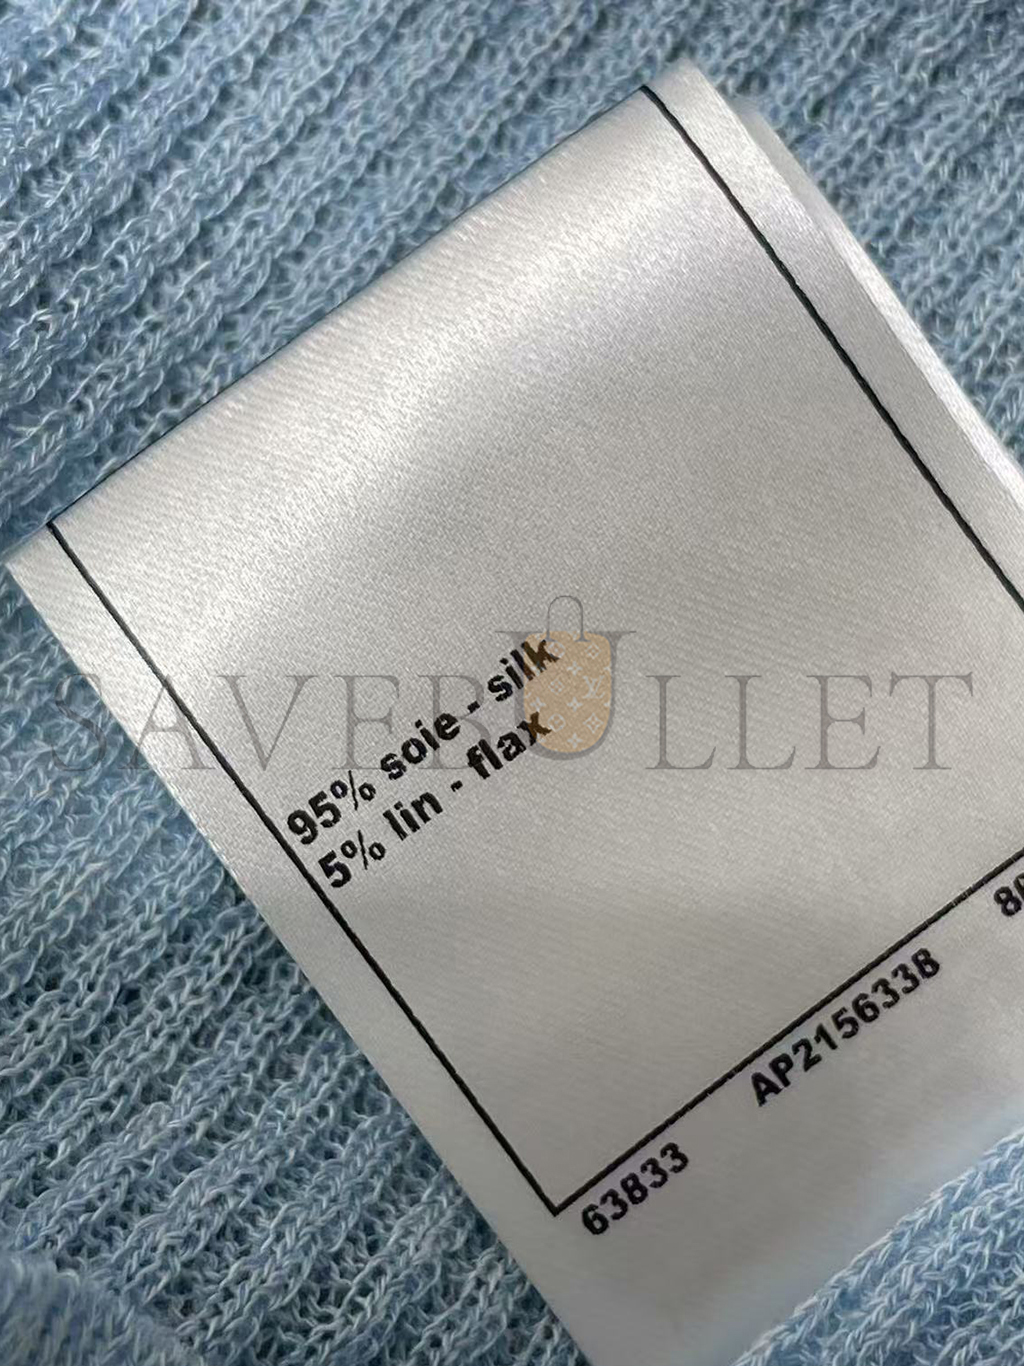 95% soie - silk
5% lin - flax
63833 AP2156338
SAVEBULLET